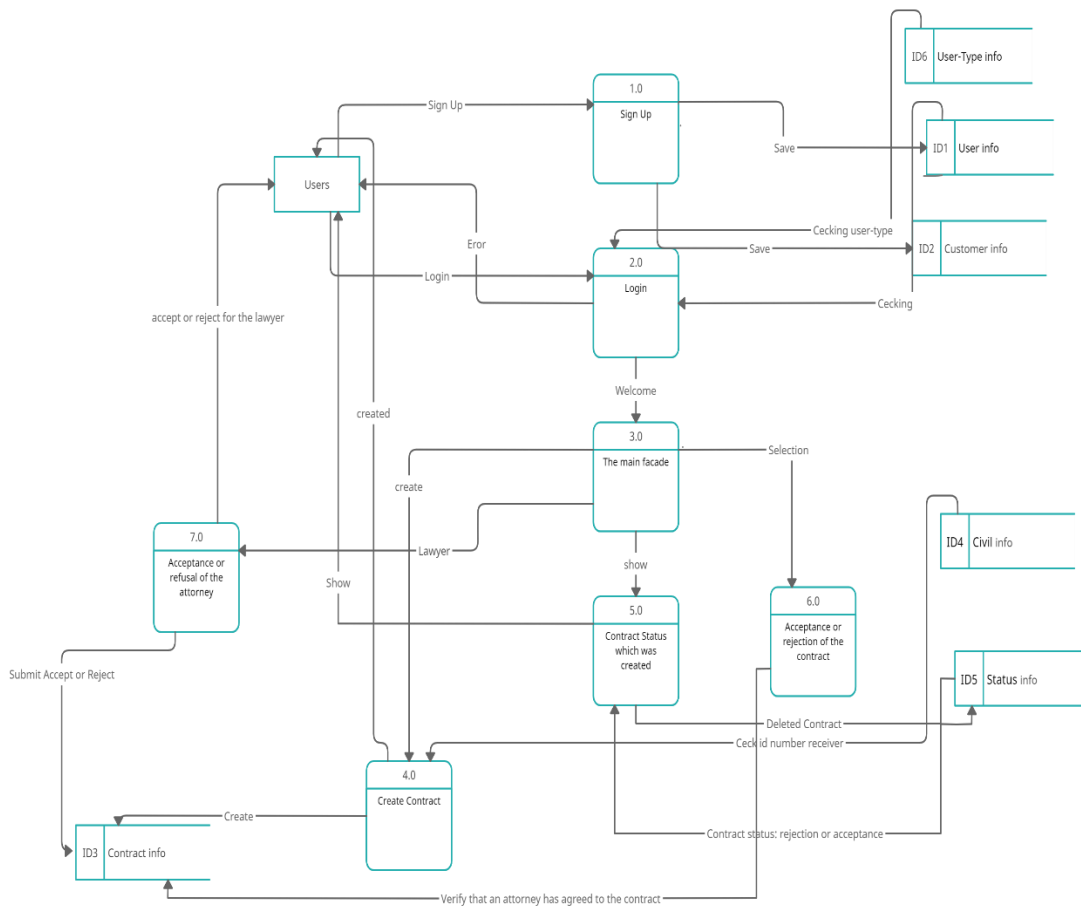 ID6
User-Type info
1.0
Sign Up
Sign Up
Save
ID1
User info
Users
Cecking user-type
Eror
Save
ID2
Customer info
2.0
Login
Login
Cecking
accept or reject for the lawyer
Welcome
created
3.0
The main facade
Selection
create
ID4
Civil info
7.0
Acceptance or
refusal of the
attorney
Lawyer
show
Show
5.0
Contract Status
which was
created
6.0
Acceptance or
rejection of the
contract
Submit Accept or Reject
ID5
Status info
Deleted Contract
Ceck id number receiver
4.0
Create Contract
Create
Contract status: rejection or acceptance
ID3
Contract info
Verify that an attorney has agreed to the contract